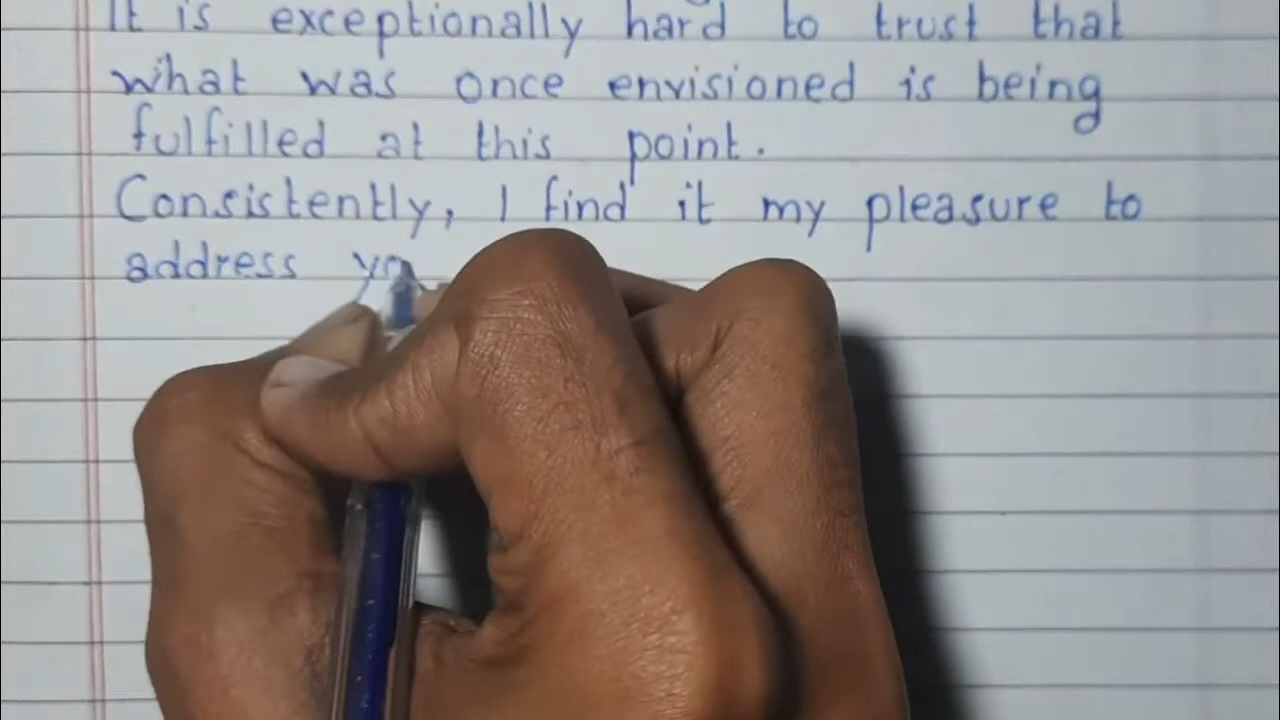 It is exceptionally hard to trust that
what was once envisioned is being
fulfilled at this point.
Consistently, I find it my pleasure to
address